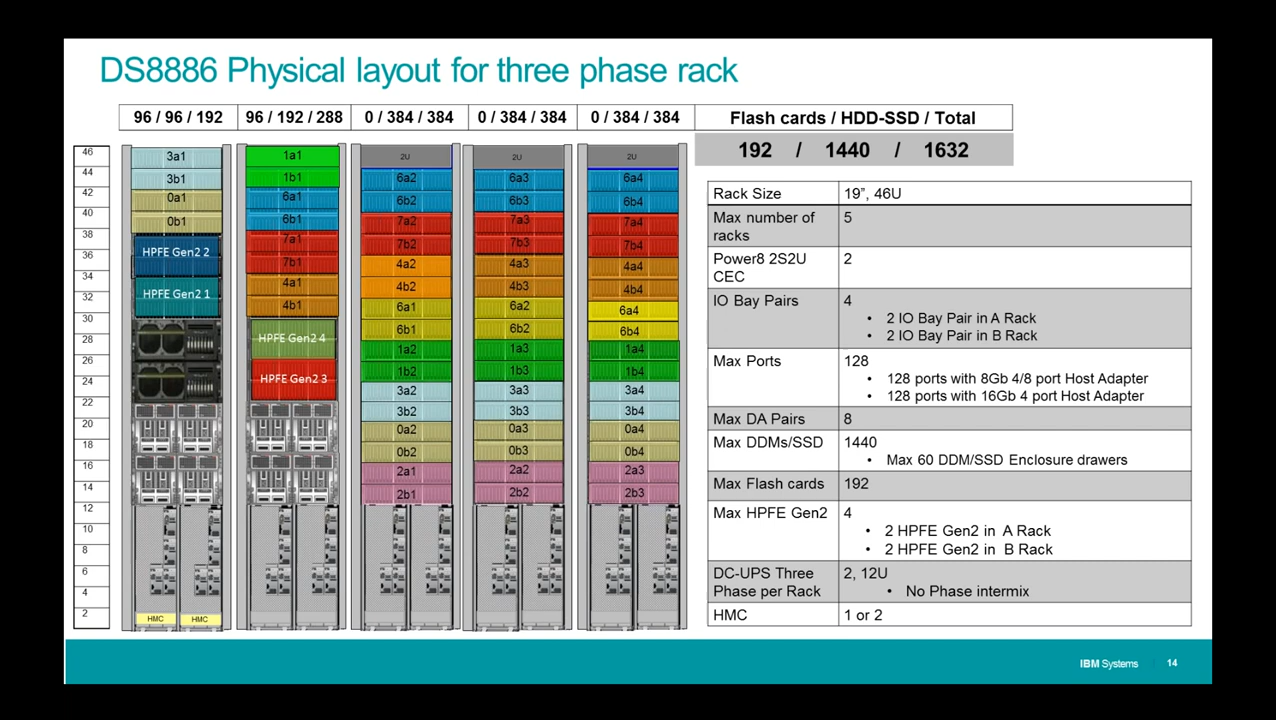 DS8886 Physical layout for three phase rack
96 / 96 / 192
96 / 192 / 288
0 / 384 / 384
0 / 384 / 384
0 / 384 / 384
Flash cards / HDD-SSD / Total
192 / 1440 / 1632
46
44
42
40
38
36
34
32
30
28
26
24
22
20
18
16
14
12
10
8
6
4
2
3a1
3b1
0a1
0b1
HPFE Gen2 2
HPFE Gen2 1
HMC
HMC
1a1
1b1
6a1
6b1
7a1
7b1
4a1
4b1
HPFE Gen2 4
HPFE Gen2 3
2U
6a2
6b2
7a2
7b2
4a2
4b2
6a1
6b1
1a2
1b2
3a2
3b2
0a2
0b2
2a1
2b1
2U
6a3
6b3
7a3
7b3
4a3
4b3
6a2
6b2
1a3
1b3
3a3
3b3
0a3
0b3
2a2
2b2
2U
6a4
6b4
7a4
7b4
4a4
4b4
6a4
6b4
1a4
1b4
3a4
3b4
0a4
0b4
2a3
2b3
Rack Size
19”, 46U
Max number of
racks
5
Power8 2S2U
CEC
2
IO Bay Pairs
4
• 2 IO Bay Pair in A Rack
• 2 IO Bay Pair in B Rack
Max Ports
128
• 128 ports with 8Gb 4/8 port Host Adapter
• 128 ports with 16Gb 4 port Host Adapter
Max DA Pairs
8
Max DDMs/SSD
1440
• Max 60 DDM/SSD Enclosure drawers
Max Flash cards
192
Max HPFE Gen2
4
• 2 HPFE Gen2 in A Rack
• 2 HPFE Gen2 in B Rack
DC-UPS Three
Phase per Rack
2, 12U
• No Phase intermix
HMC
1 or 2
IBM Systems
14